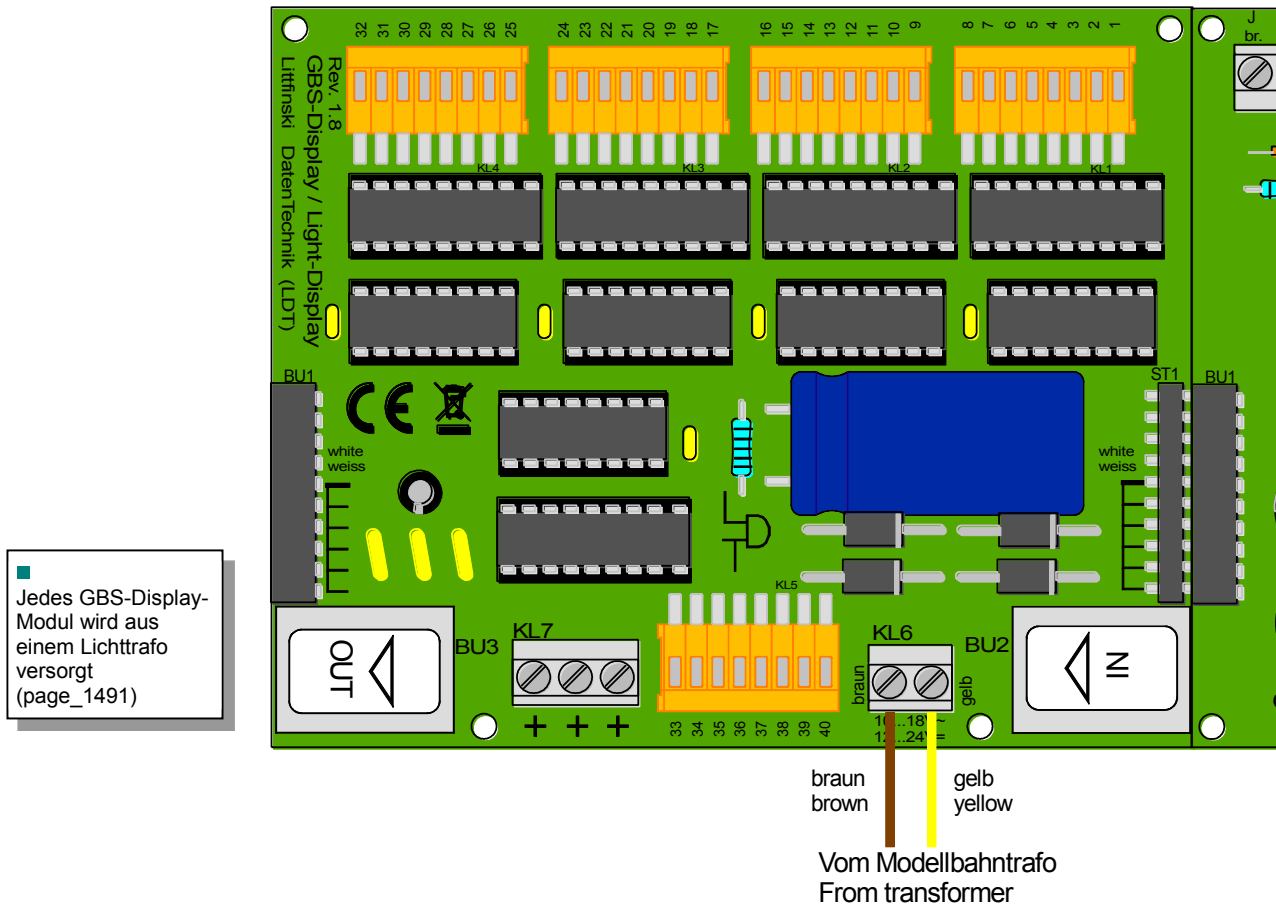 32 31 30 29 28 27 26 25
24 23 22 21 20 19 18 17
16 15 14 13 12 11 10 9
8 7 6 5 4 3 2 1
J
br.
Rev. 1.8
GBS-Display / Light-Display
Littfinski DatenTechnik (LDT)
KL4
KL3
KL2
KL1
BU1
ST1
BU1
CE
white
weiss
white
weiss
KL5
Jedes GBS-Display-
Modul wird aus
einem Lichttrafo
versorgt
(page_1491)
OUT
BU3
KL7
+ + +
33 34 35 36 37 38 39 40
KL6
braun
gelb
BU2
IN
braun
brown
gelb
yellow
Vom Modellbahntrafo
From transformer